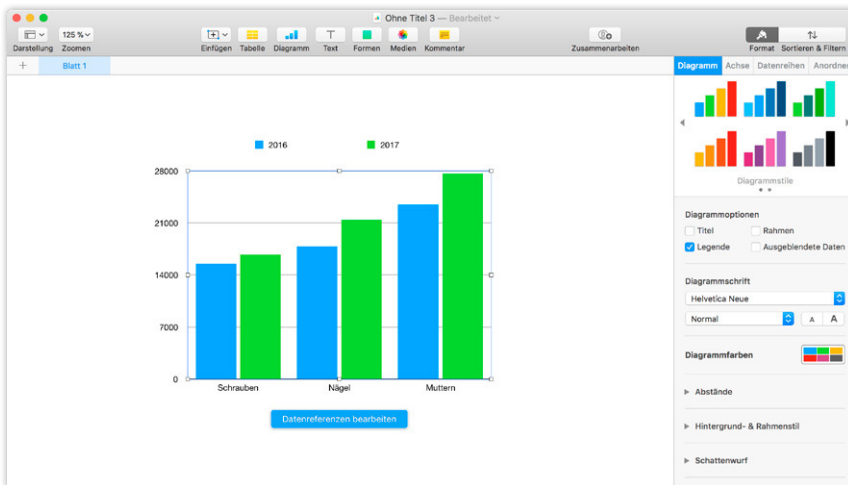 Ohne Titel 3 — Bearbeitet
125 %
Darstellung Zoomen Einfügen Tabelle Diagramm Text Formen Medien Kommentar Zusammenarbeiten Format Sortieren & Filtern
+ Blatt 1
Diagramm Achse Datenreihen Anordnen
2016 2017
28000
21000
14000
7000
0
Schrauben Nägel Muttern
Datenreferenzen bearbeiten
Diagrammstile
Diagrammoptionen
Titel Rahmen
Legende Ausgeblendete Daten
Diagrammschrift
Helvetica Neue
Normal A A
Diagrammfarben
Abstände
Hintergrund- & Rahmenstil
Schattenwurf